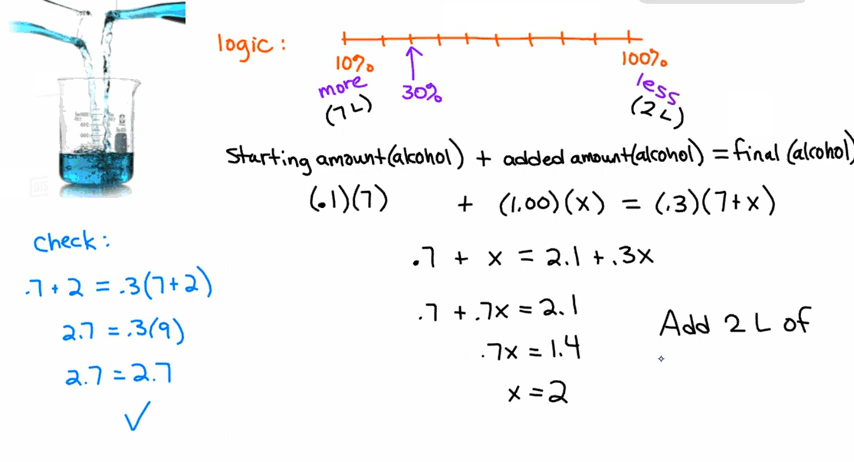 logic:
10% 100%
more 30% less
(7 L) (2 L)
Starting amount(alcohol) + added amount(alcohol) = final (alcohol)
(.1)(7) + (1.00)(x) = (.3)(7+x)
.7 + x = 2.1 + .3x
.7 + .7x = 2.1
.7x = 1.4
x = 2
check:
.7 + 2 = .3(7+2)
2.7 = .3(9)
2.7 = 2.7
✓
Add 2 L of